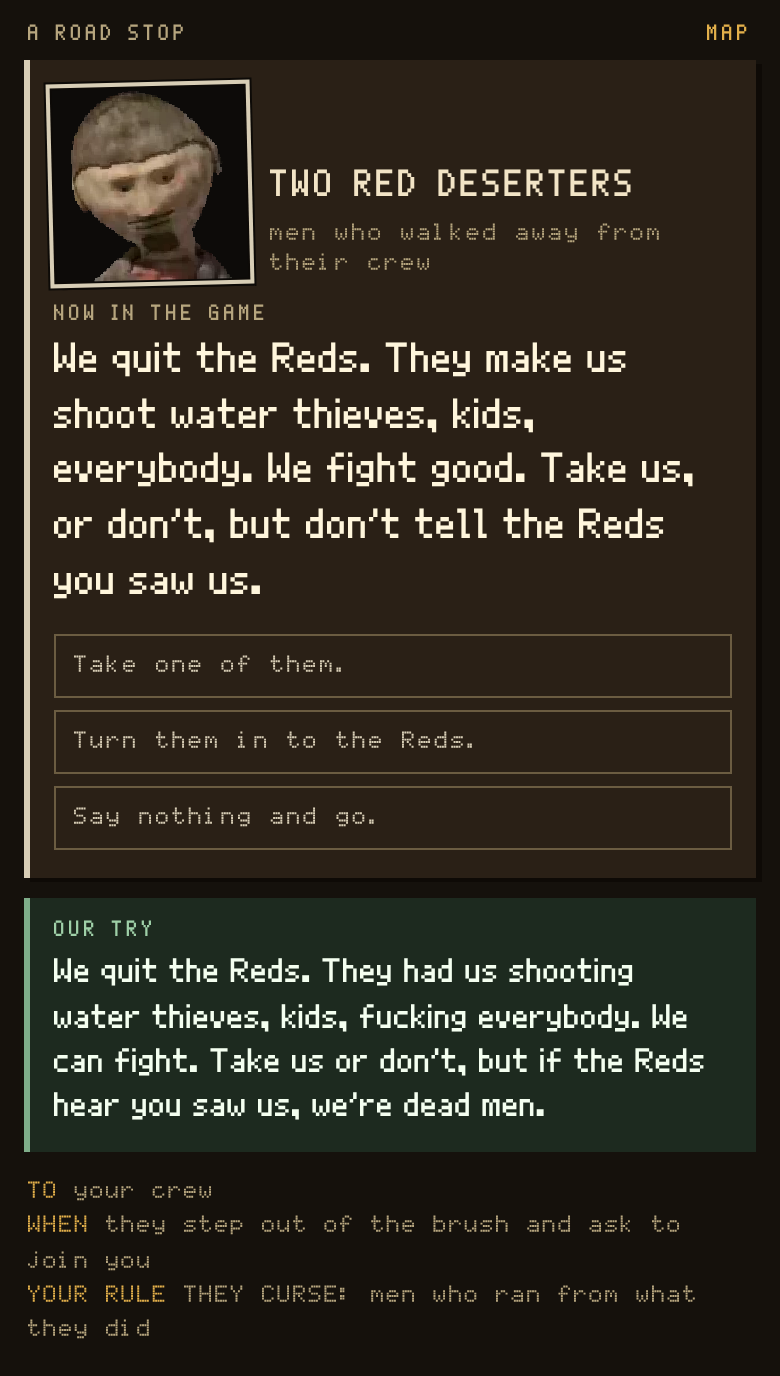 A ROAD STOP
MAP
TWO RED DESERTERS
men who walked away from
their crew
NOW IN THE GAME
We quit the Reds. They make us
shoot water thieves, kids,
everybody. We fight good. Take us,
or don't, but don't tell the Reds
you saw us.
Take one of them.
Turn them in to the Reds.
Say nothing and go.
OUR TRY
We quit the Reds. They had us shooting
water thieves, kids, fucking everybody. We
can fight. Take us or don't, but if the Reds
hear you saw us, we're dead men.
TO your crew
WHEN they step out of the brush and ask to
join you
YOUR RULE THEY CURSE: men who ran from what
they did